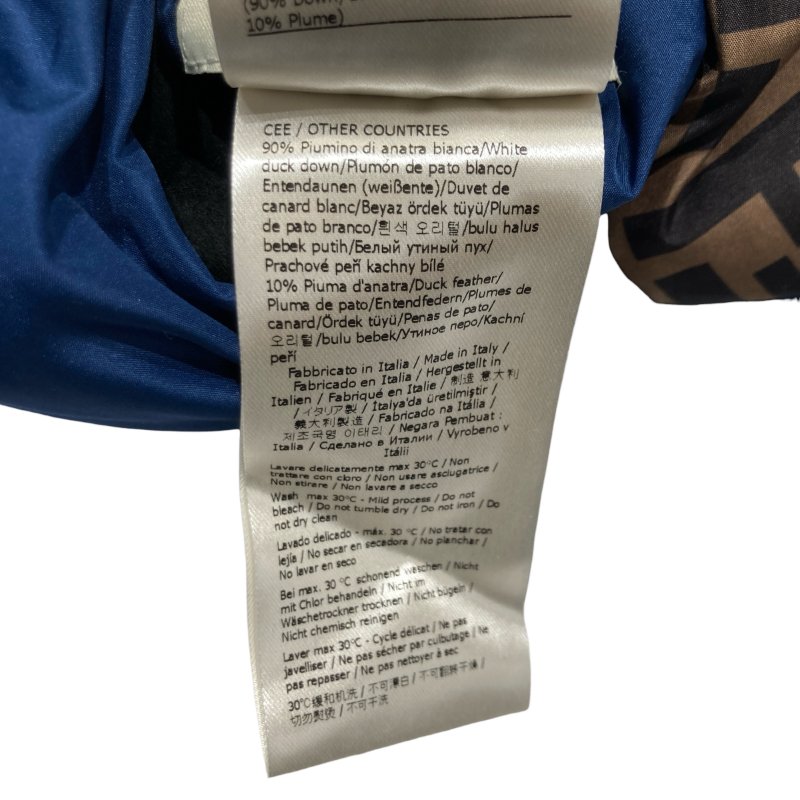 10% Plume)
CEE / OTHER COUNTRIES
90% Piumino di anatra bianca/White
duck down/Plumón de pato blanco/
Entendaunen (weißente)/Duvet de
canard blanc/Beyaz ördek tüyü/Plumas
de pato branco/흰색 오리털/bulu halus
bebek putih/Белый утиный пух/
Prachové peří kachny bílé
10% Piuma d'anatra/Duck feather/
Pluma de pato/Entendfedern/Plumes de
canard/Ördek tüyü/Penas de pato/
오리털/bulu bebek/Утиное перо/Kachní
peří
Fabbricato in Italia / Made in Italy /
Fabricado en Italia / Hergestellt in
Italien / Fabriqué en Italie / 制造 意大利
/ イタリア製 / İtalya'da üretilmiştir /
義大利製造 / Fabricado na Itália /
제조국명 이태리 / Negara Pembuat :
Italia / Сделано в Италии / Vyrobeno v
Itálii
Lavare delicatamente max 30°C / Non
trattare con cloro / Non usare asciugatrice /
Non stirare / Non lavare a secco
Wash max 30°C - Mild process / Do not
bleach / Do not tumble dry / Do not iron / Do
not dry clean
Lavado delicado - máx. 30 °C / No tratar con
lejía / No secar en secadora / No planchar /
No lavar en seco
Bei max. 30 °C schonend waschen / Nicht
mit Chlor behandeln / Nicht im
Wäschetrockner trocknen / Nicht bügeln /
Nicht chemisch reinigen
Laver max 30°C - Cycle délicat / Ne pas
javelliser / Ne pas sécher par culbutage / Ne
pas repasser / Ne pas nettoyer à sec
30°C缓和机洗 / 不可漂白 / 不可翻转干燥 /
切勿熨烫 / 不可干洗